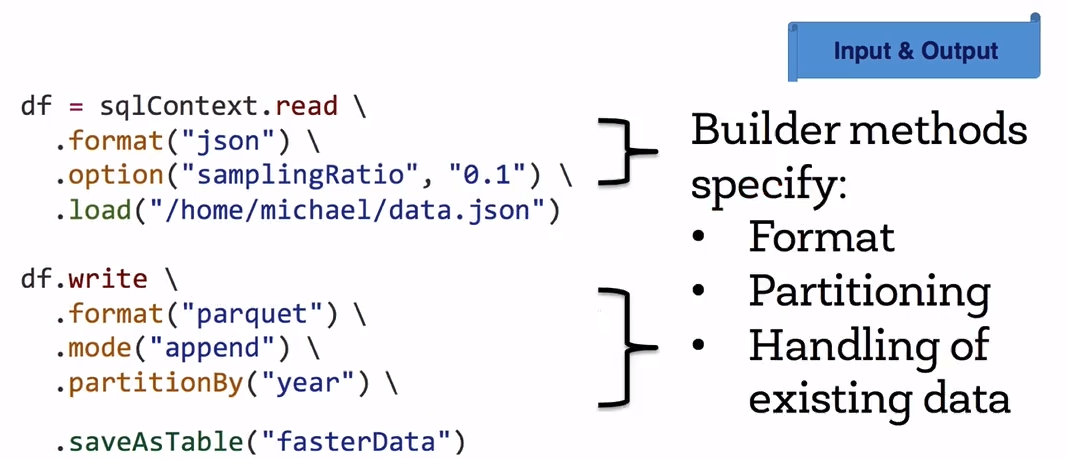 Input & Output
df = sqlContext.read \
.format("json") \
.option("samplingRatio", "0.1") \
.load("/home/michael/data.json")
df.write \
.format("parquet") \
.mode("append") \
.partitionBy("year") \
.saveAsTable("fasterData")
Builder methods
specify:
• Format
• Partitioning
• Handling of
existing data